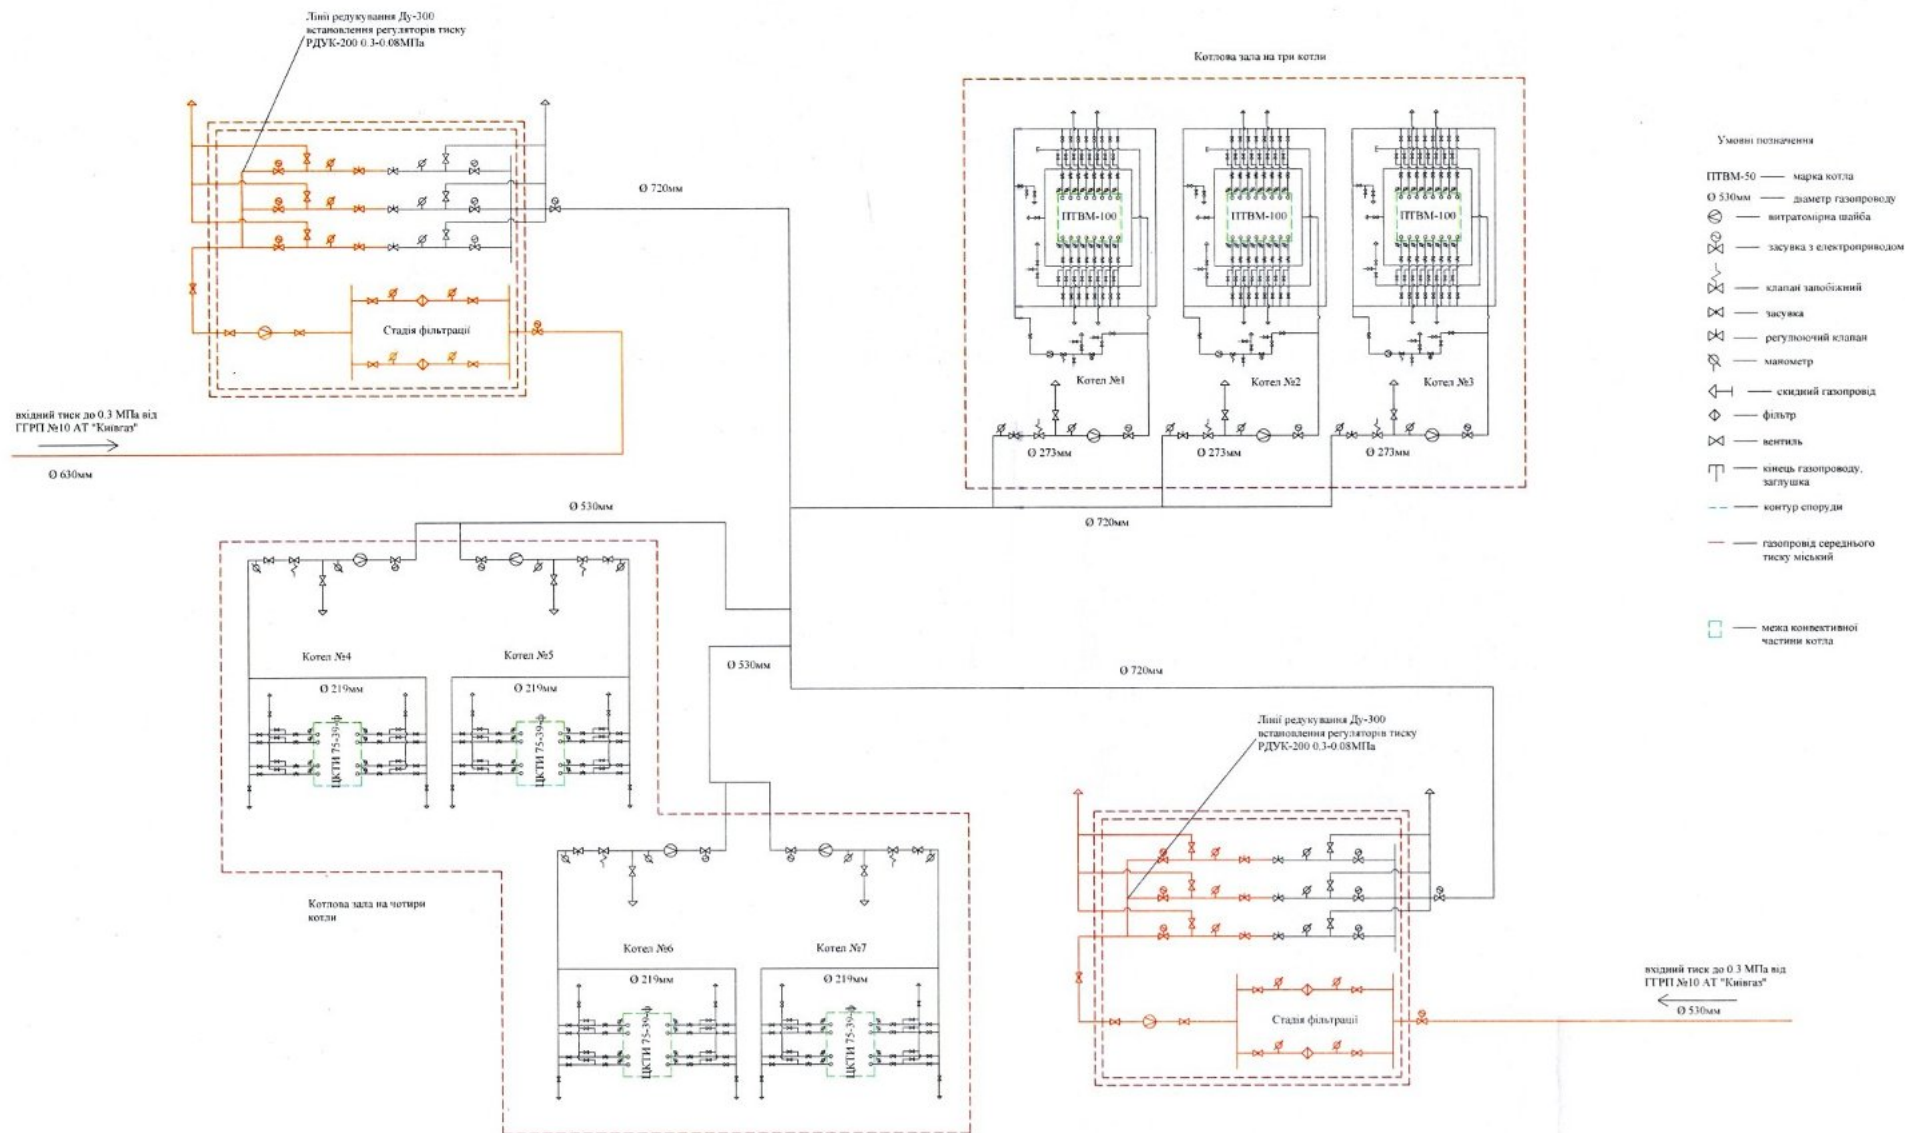 Лінії редукування Ду-300
встановлення регуляторів тиску
РДУК-200 0.3-0.08МПа
Котлова зала на три котли
Ø 720мм
ПТВМ-100
ПТВМ-100
ПТВМ-100
Стадія фільтрації
Котел №1
Котел №2
Котел №3
вхідний тиск до 0.3 МПа від
ГГРП №10 АТ "Київгаз"
Ø 630мм
Ø 273мм
Ø 273мм
Ø 273мм
Ø 530мм
Ø 720мм
Умовні позначення
ПТВМ-50 — марка котла
Ø 530мм — діаметр газопроводу
витратомірна шайба
засувка з електроприводом
клапан запобіжний
засувка
регулюючий клапан
манометр
скидний газопровід
фільтр
вентиль
кінець газопроводу,
заглушка
контур споруди
газопровід середнього
тиску міський
межа конвективної
частини котла
Котел №4
Котел №5
Ø 530мм
Ø 720мм
Ø 219мм
Ø 219мм
ЦКТИ 75-39-ф
ЦКТИ 75-39-ф
Лінії редукування Ду-300
встановлення регуляторів тиску
РДУК-200 0.3-0.08МПа
Котлова зала на чотири
котли
Котел №6
Котел №7
Ø 219мм
Ø 219мм
ЦКТИ 75-39-ф
ЦКТИ 75-39-ф
Стадія фільтрації
вхідний тиск до 0.3 МПа від
ГГРП №10 АТ "Київгаз"
Ø 530мм